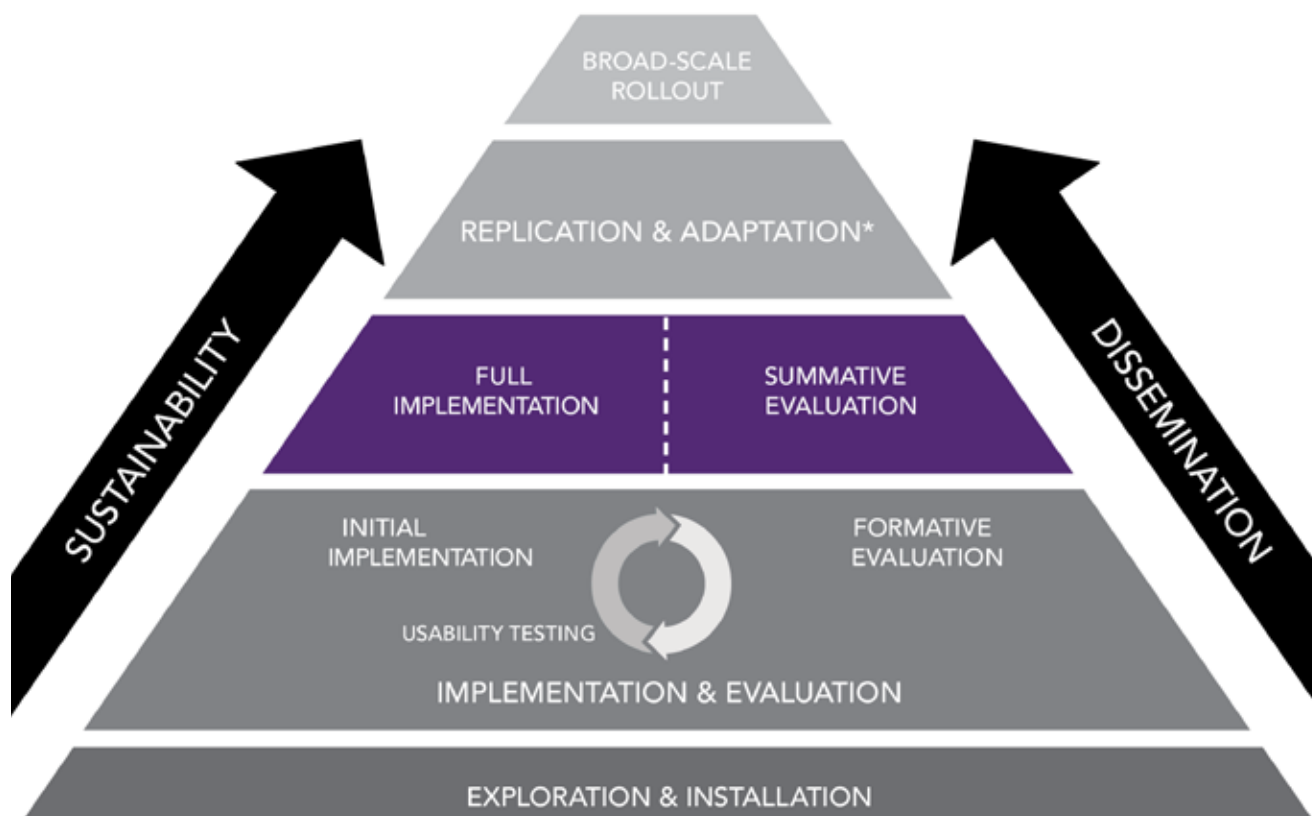 BROAD-SCALE
ROLLOUT
REPLICATION & ADAPTATION*
SUSTAINABILITY
DISSEMINATION
FULL
IMPLEMENTATION
SUMMATIVE
EVALUATION
INITIAL
IMPLEMENTATION
FORMATIVE
EVALUATION
USABILITY TESTING
IMPLEMENTATION & EVALUATION
EXPLORATION & INSTALLATION